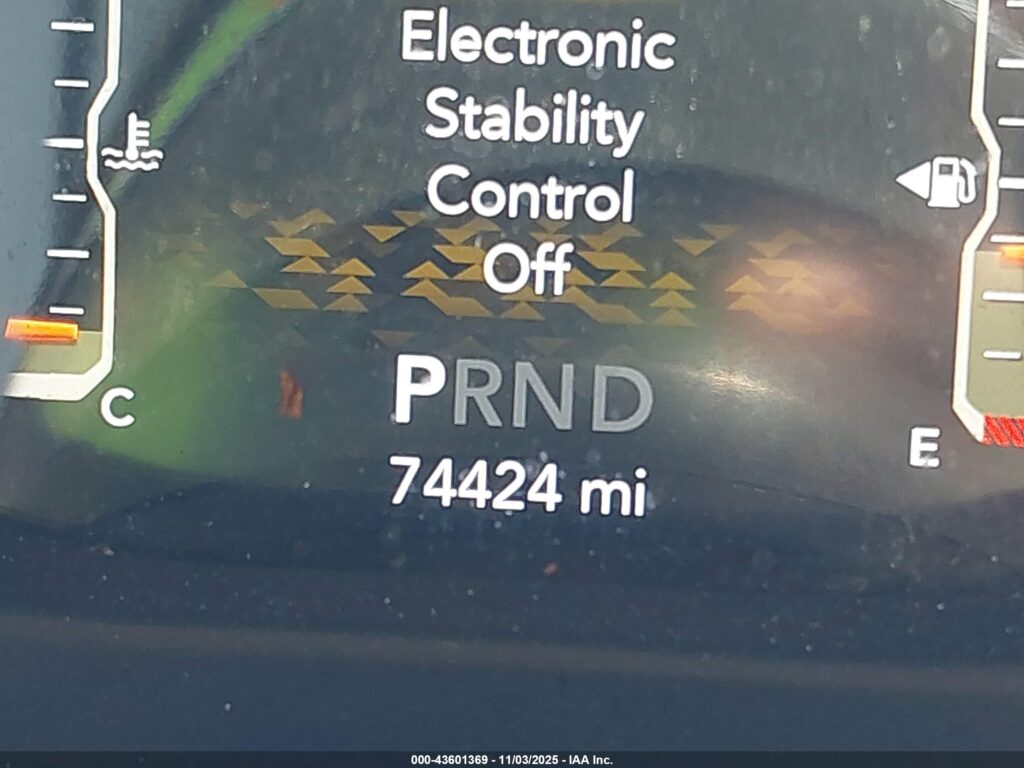 Electronic
Stability
Control
Off
PRND
74424 mi
C
E
000-43601369 - 11/03/2025 - IAA Inc.